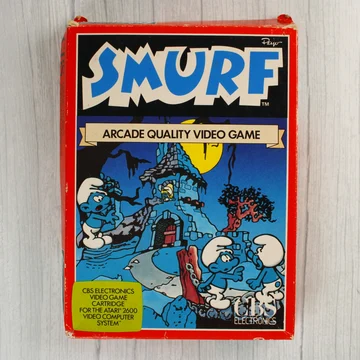 Peyo
SMURF
TM
ARCADE QUALITY VIDEO GAME
CBS ELECTRONICS
VIDEO GAME
CARTRIDGE
FOR THE ATARI® 2600
VIDEO COMPUTER
SYSTEM™
CBS
ELECTRONICS